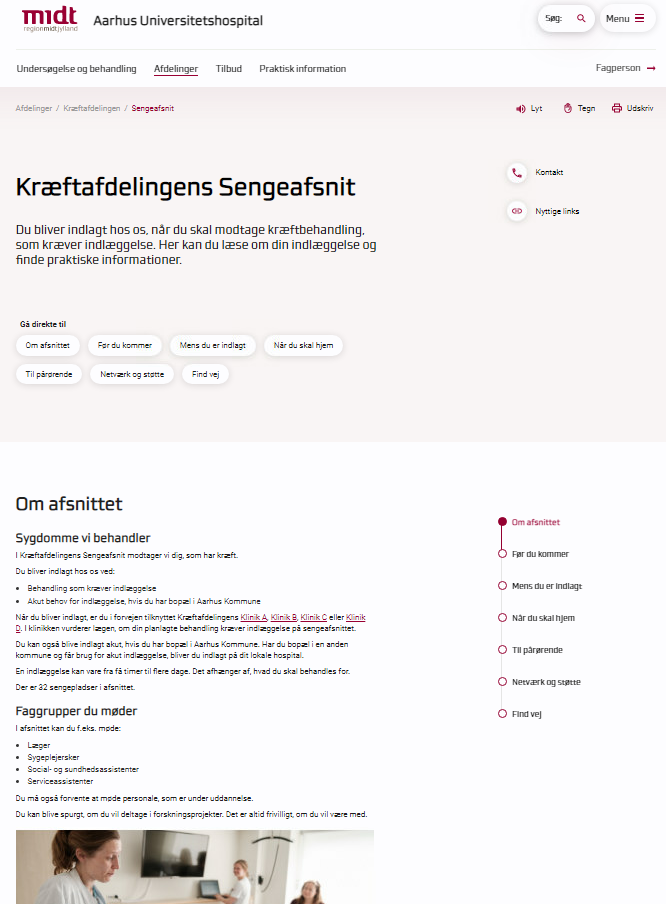 midt
regionmidtjylland
Aarhus Universitetshospital
Søg:
Menu
Undersøgelse og behandling
Afdelinger
Tilbud
Praktisk information
Fagperson
Afdelinger / Kræftafdelingen / Sengeafsnit
Lyt
Tegn
Udskriv
Kræftafdelingens Sengeafsnit
Kontakt
Nyttige links
Du bliver indlagt hos os, når du skal modtage kræftbehandling,
som kræver indlæggelse. Her kan du læse om din indlæggelse og
finde praktiske informationer.
Gå direkte til
Om afsnittet
Før du kommer
Mens du er indlagt
Når du skal hjem
Til pårørende
Netværk og støtte
Find vej
Om afsnittet
Sygdomme vi behandler
I Kræftafdelingens Sengeafsnit modtager vi dig, som har kræft.
Du bliver indlagt hos os ved:
• Behandling som kræver indlæggelse
• Akut behov for indlæggelse, hvis du har bopæl i Aarhus Kommune
Når du bliver indlagt, er du i forvejen tilknyttet Kræftafdelingens Klinik A, Klinik B, Klinik C eller Klinik
D. I klinikken vurderer lægen, om din planlagte behandling kræver indlæggelse på sengeafsnittet.
Du kan også blive indlagt akut, hvis du har bopæl i Aarhus Kommune. Har du bopæl i en anden
kommune og får brug for akut indlæggelse, bliver du indlagt på dit lokale hospital.
En indlæggelse kan vare fra få timer til flere dage. Det afhænger af, hvad du skal behandles for.
Der er 32 sengepladser i afsnittet.
Faggrupper du møder
I afsnittet kan du f.eks. møde:
• Læger
• Sygeplejersker
• Social- og sundhedsassistenter
• Serviceassistenter
Du må også forvente at møde personale, som er under uddannelse.
Du kan blive spurgt, om du vil deltage i forskningsprojekter. Det er altid frivilligt, om du vil være med.
Om afsnittet
Før du kommer
Mens du er indlagt
Når du skal hjem
Til pårørende
Netværk og støtte
Find vej